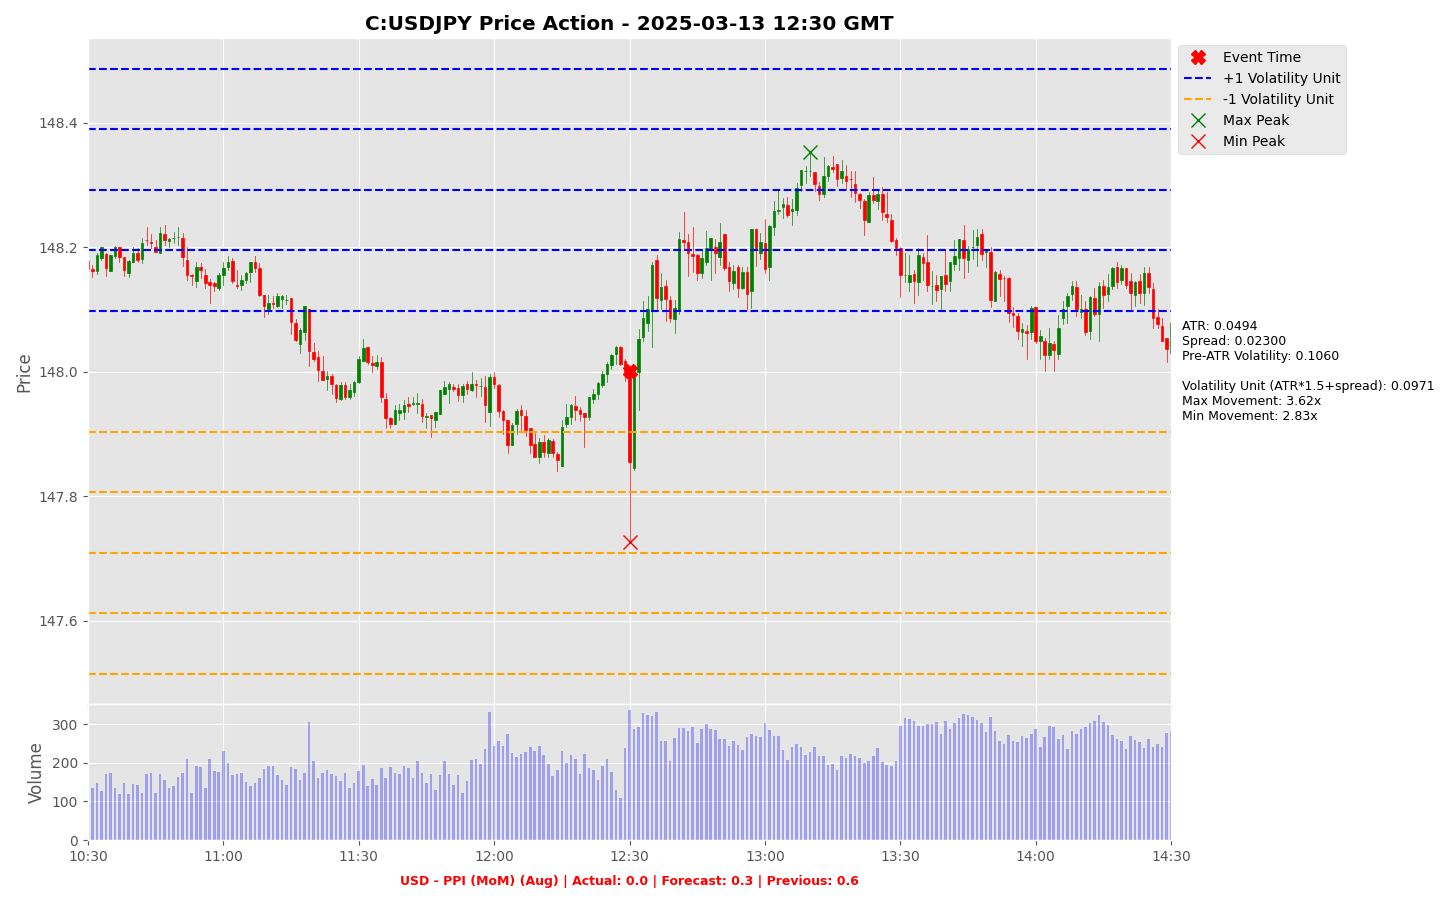 C:USDJPY Price Action - 2025-03-13 12:30 GMT
Event Time
+1 Volatility Unit
-1 Volatility Unit
Max Peak
Min Peak
Price
148.4
148.2
148.0
147.8
147.6
ATR: 0.0494
Spread: 0.02300
Pre-ATR Volatility: 0.1060
Volatility Unit (ATR*1.5+spread): 0.0971
Max Movement: 3.62x
Min Movement: 2.83x
Volume
300
200
100
0
10:30 11:00 11:30 12:00 12:30 13:00 13:30 14:00 14:30
USD - PPI (MoM) (Aug) | Actual: 0.0 | Forecast: 0.3 | Previous: 0.6